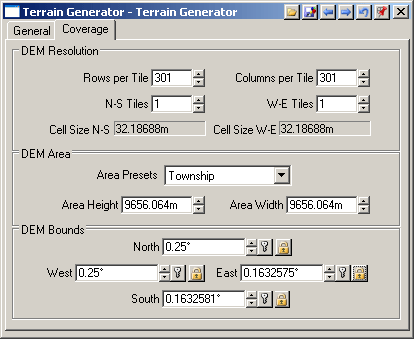 Terrain Generator - Terrain Generator
General Coverage
DEM Resolution
Rows per Tile 301 Columns per Tile 301
N-S Tiles 1 W-E Tiles 1
Cell Size N-S 32.18688m Cell Size W-E 32.18688m
DEM Area
Area Presets Township
Area Height 9656.064m Area Width 9656.064m
DEM Bounds
North 0.25°
West 0.25° East 0.1632575°
South 0.1632581°